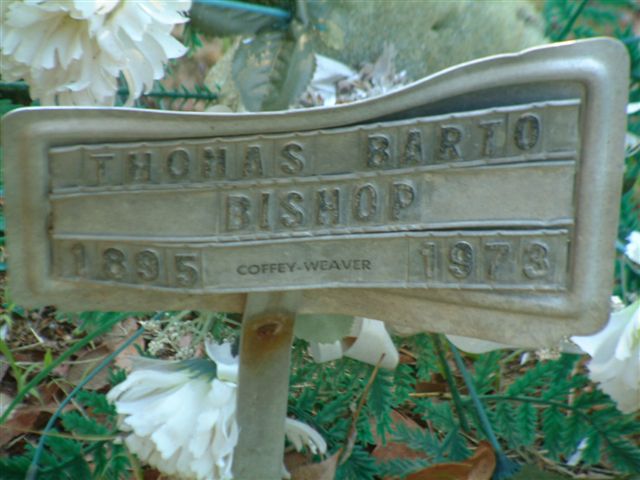 THOMAS BARTO
BISHOP
1895 COFFEY-WEAVER 1973